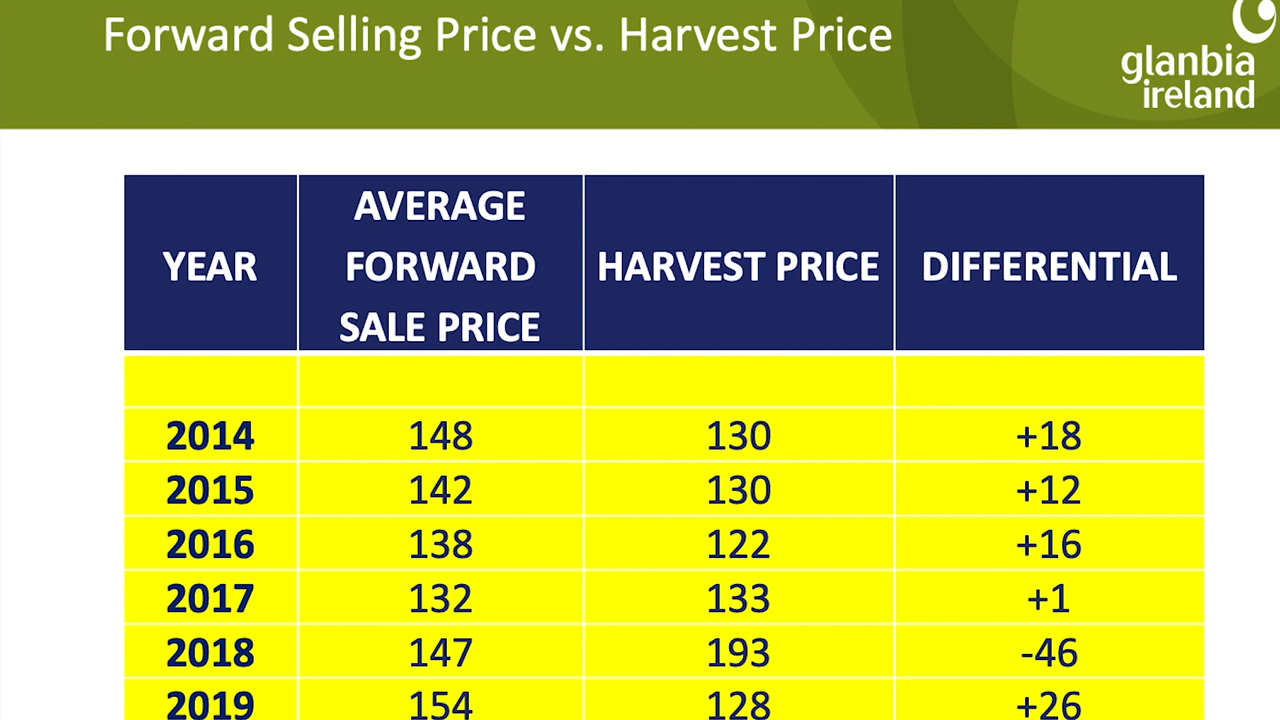 Forward Selling Price vs. Harvest Price
glanbia
ireland
YEAR AVERAGE FORWARD SALE PRICE HARVEST PRICE DIFFERENTIAL
2014 148 130 +18
2015 142 130 +12
2016 138 122 +16
2017 132 133 +1
2018 147 193 -46
2019 154 128 +26